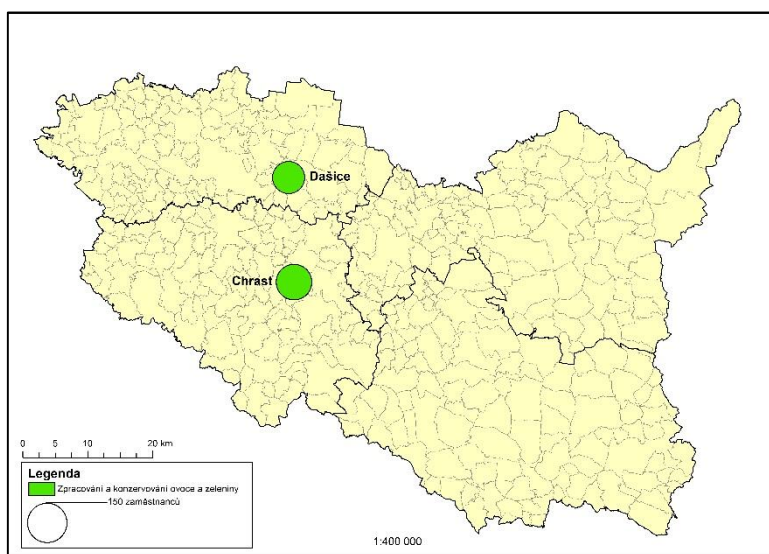 Dašice
Chrast
0 5 10 20 km
Legenda
Zpracování a konzervování ovoce a zeleniny
150 zaměstnanců
1:400 000